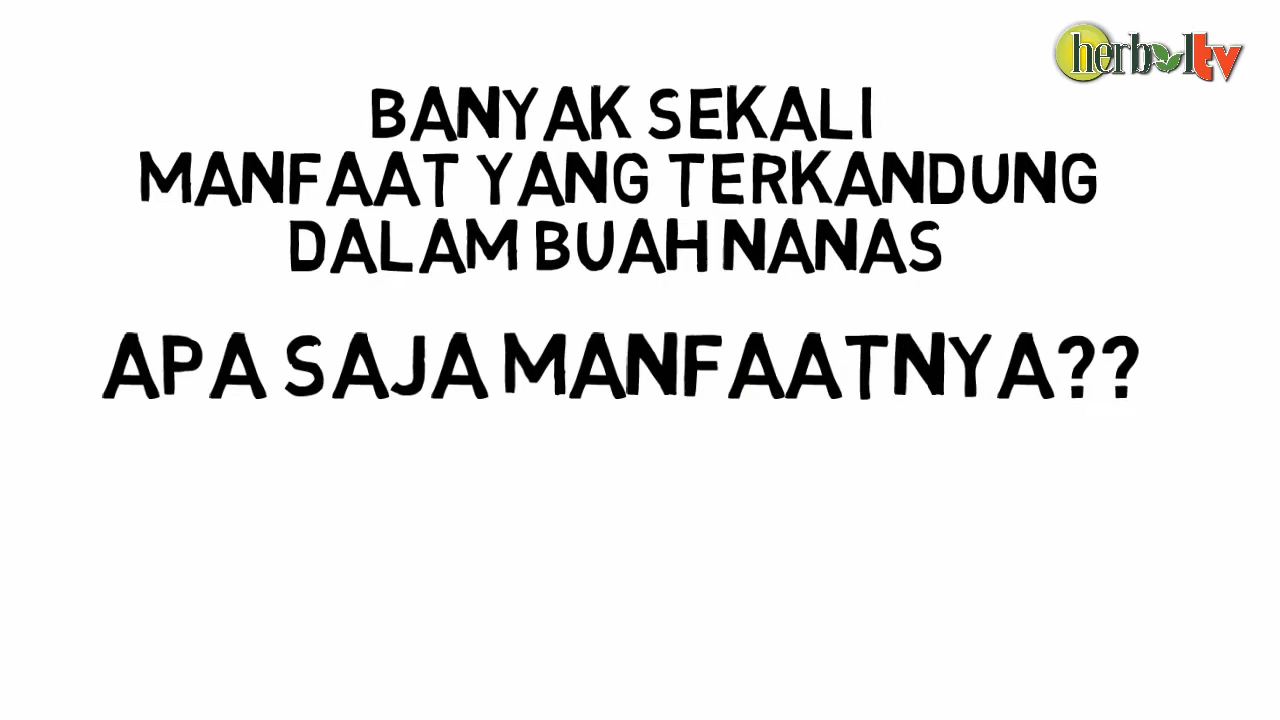 herbaltv
BANYAK SEKALI
MANFAAT YANG TERKANDUNG
DALAM BUAH NANAS
APA SAJA MANFAATNYA??